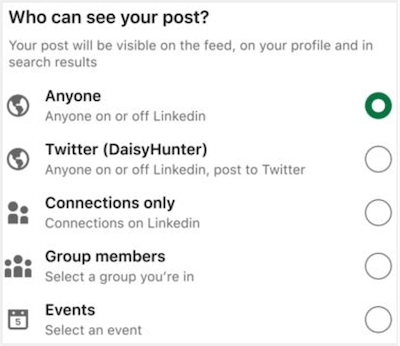 Who can see your post?
Your post will be visible on the feed, on your profile and in
search results
Anyone
Anyone on or off Linkedin
Twitter (DaisyHunter)
Anyone on or off Linkedin, post to Twitter
Connections only
Connections on Linkedin
Group members
Select a group you're in
5
Events
Select an event